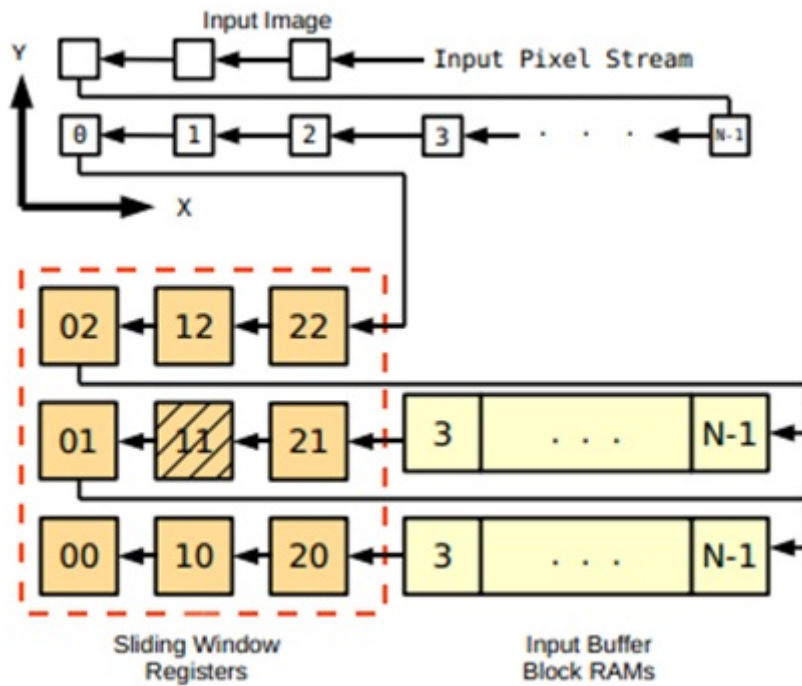 Input Image
Y
Input Pixel Stream
0 1 2 3 . . . N-1
X
02 12 22
01 11 21 3 . . . N-1
00 10 20 3 . . . N-1
Sliding Window
Registers
Input Buffer
Block RAMs